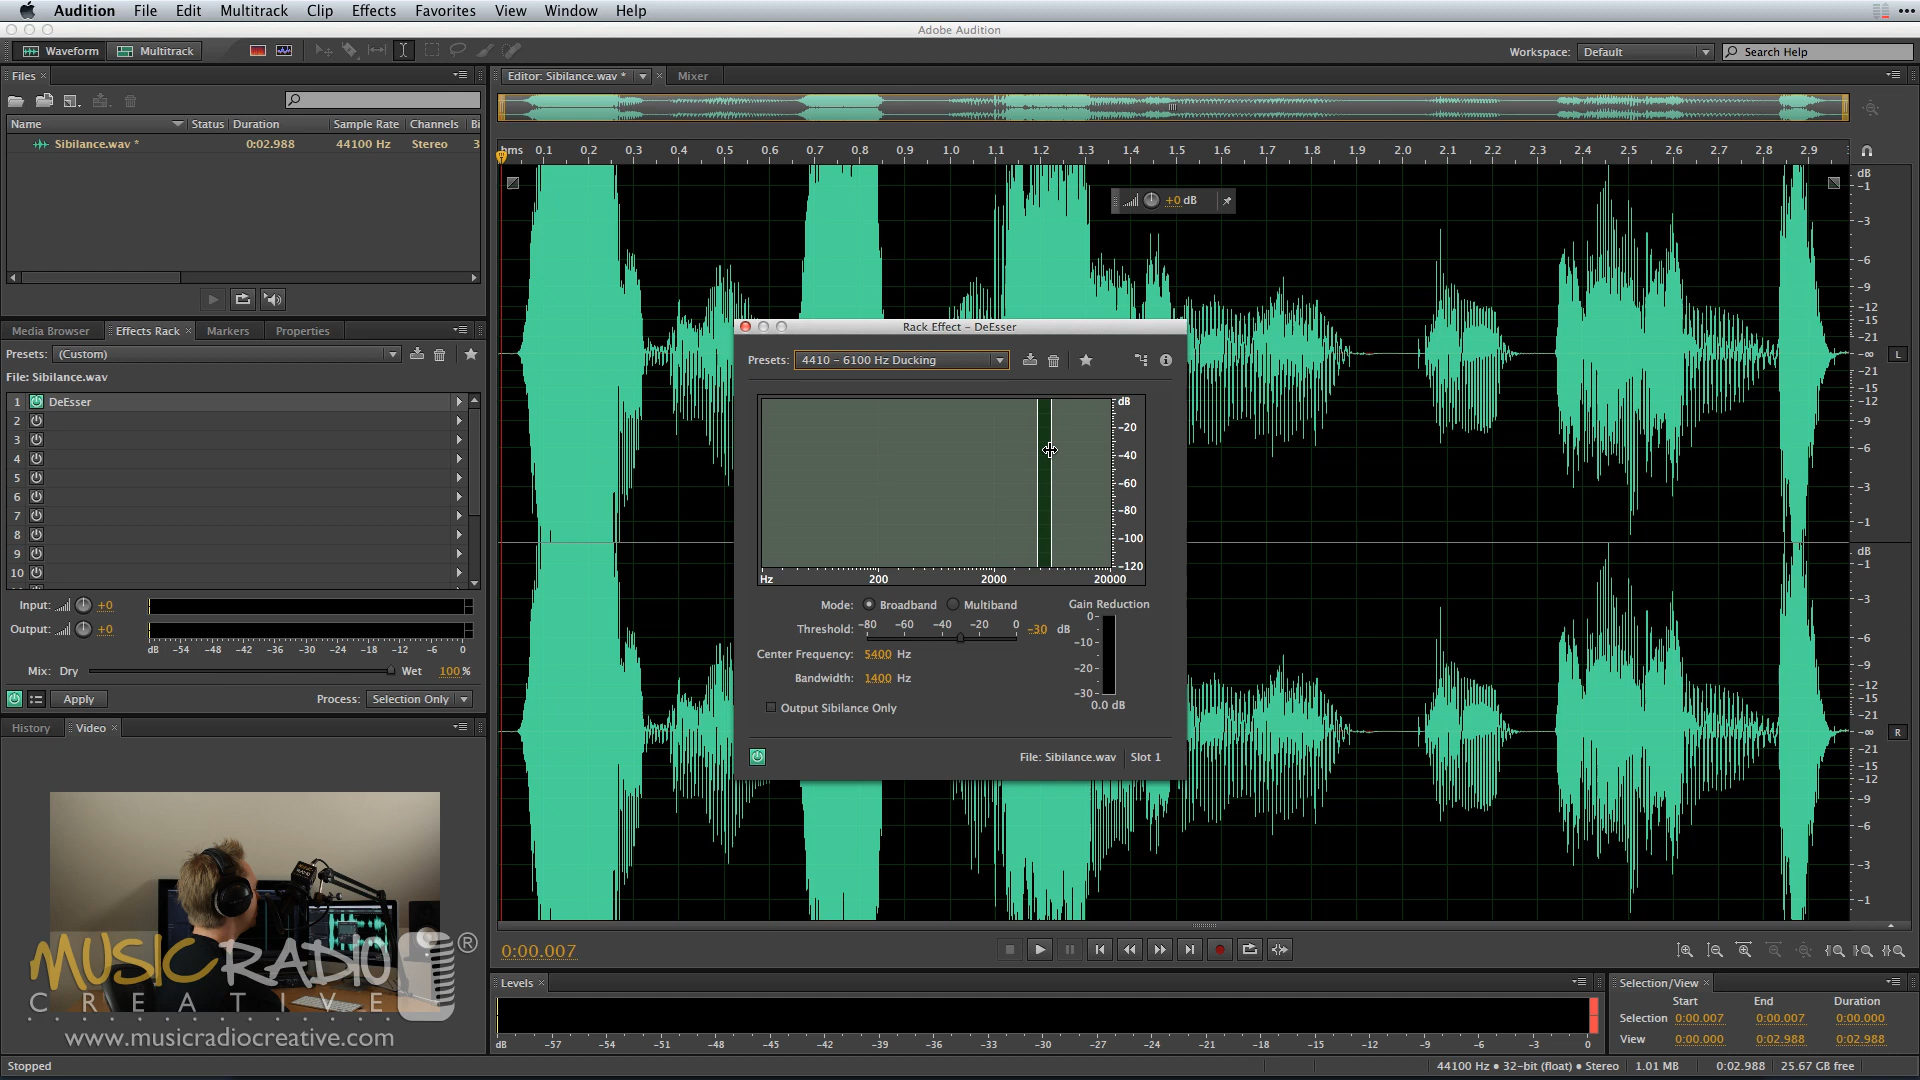 Audition File Edit Multitrack Clip Effects Favorites View Window Help
Adobe Audition
Waveform Multitrack Workspace: Default Search Help
Files × Editor: Sibilance.wav * × Mixer
Name Status Duration Sample Rate Channels Bi
Sibilance.wav * 0:02.988 44100 Hz Stereo 3
hms 0.1 0.2 0.3 0.4 0.5 0.6 0.7 0.8 0.9 1.0 1.1 1.2 1.3 1.4 1.5 1.6 1.7 1.8 1.9 2.0 2.1 2.2 2.3 2.4 2.5 2.6 2.7 2.8 2.9
dB
-1
-3
-6
-9
-12
-15
-21
-∞ L
-21
-15
-12
-9
-6
-3
-1
+0 dB
Media Browser Effects Rack × Markers Properties
Presets: (Custom)
File: Sibilance.wav
1 DeEsser
2
3
4
5
6
7
8
9
10
Input: +0
Output: +0
dB -54 -48 -42 -36 -30 -24 -18 -12 -6 0
Mix: Dry Wet 100 %
Apply Process: Selection Only
Rack Effect - DeEsser
Presets: 4410 - 6100 Hz Ducking
dB
-20
-40
-60
-80
-100
-120
Hz 200 2000 20000
Mode: Broadband Multiband Gain Reduction
Threshold: -80 -60 -40 -20 0 -30 dB
Center Frequency: 5400 Hz
Bandwidth: 1400 Hz
Output Sibilance Only
0
-10
-20
-30
0.0 dB
File: Sibilance.wav Slot 1
dB
-1
-3
-6
-9
-12
-15
-21
-∞ R
-21
-15
-12
-9
-6
-3
-1
History Video ×
MUSIC RADIO ®
CREATIVE
www.musicradiocreative.com
0:00.007
Levels ×
dB -57 -54 -51 -48 -45 -42 -39 -36 -33 -30 -27 -24 -21 -18 -15 -12 -9 -6 -3 0
Selection/View ×
Start End Duration
Selection 0:00.007 0:00.007 0:00.000
View 0:00.000 0:02.988 0:02.988
Stopped 44100 Hz • 32-bit (float) • Stereo 1.01 MB 0:02.988 25.67 GB free